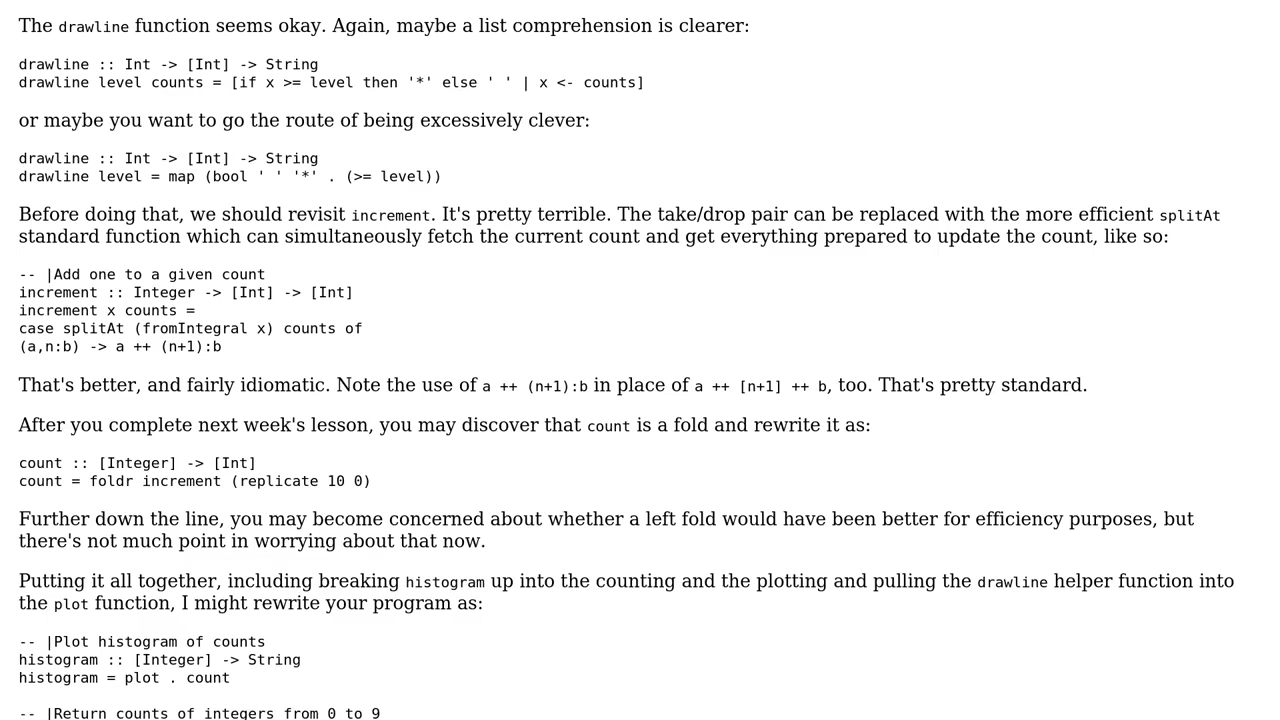 The drawline function seems okay. Again, maybe a list comprehension is clearer:
drawline :: Int -> [Int] -> String
drawline level counts = [if x >= level then '*' else ' ' | x <- counts]
or maybe you want to go the route of being excessively clever:
drawline :: Int -> [Int] -> String
drawline level = map (bool ' ' '*' . (>= level))
Before doing that, we should revisit increment. It's pretty terrible. The take/drop pair can be replaced with the more efficient splitAt
standard function which can simultaneously fetch the current count and get everything prepared to update the count, like so:
-- |Add one to a given count
increment :: Integer -> [Int] -> [Int]
increment x counts =
case splitAt (fromIntegral x) counts of
(a,n:b) -> a ++ (n+1):b
That's better, and fairly idiomatic. Note the use of a ++ (n+1):b in place of a ++ [n+1] ++ b, too. That's pretty standard.
After you complete next week's lesson, you may discover that count is a fold and rewrite it as:
count :: [Integer] -> [Int]
count = foldr increment (replicate 10 0)
Further down the line, you may become concerned about whether a left fold would have been better for efficiency purposes, but
there's not much point in worrying about that now.
Putting it all together, including breaking histogram up into the counting and the plotting and pulling the drawline helper function into
the plot function, I might rewrite your program as:
-- |Plot histogram of counts
histogram :: [Integer] -> String
histogram = plot . count
-- |Return counts of integers from 0 to 9